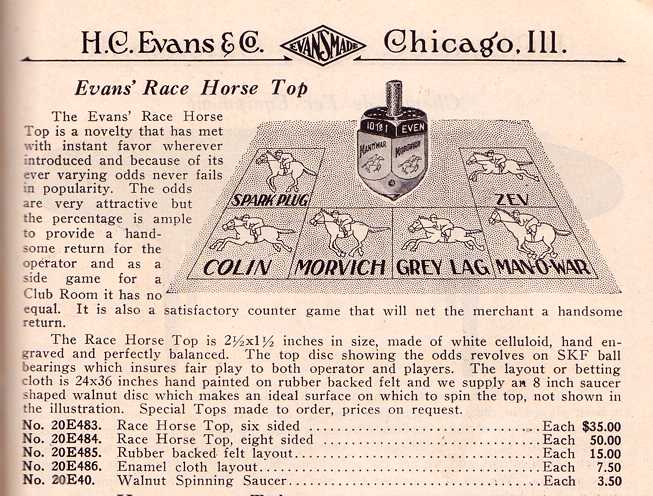 H.C. Evans & Co. EVANS MADE Chicago, Ill.
Evans' Race Horse Top
The Evans' Race Horse
Top is a novelty that has met
with instant favor wherever
introduced and because of its
ever varying odds never fails
in popularity. The odds
are very attractive but
the percentage is ample
to provide a hand-
some return for the
operator and as a
side game for a
Club Room it has no
10 to 1 EVEN
MAN O'WAR MORVICH
SPARK PLUG ZEV
COLIN MORVICH GREY LAG MAN-O-WAR
equal. It is also a satisfactory counter game that will net the merchant a handsome
return.
The Race Horse Top is 2½x1½ inches in size, made of white celluloid, hand en-
graved and perfectly balanced. The top disc showing the odds revolves on SKF ball
bearings which insures fair play to both operator and players. The layout or betting
cloth is 24x36 inches hand painted on rubber backed felt and we supply an 8 inch saucer
shaped walnut disc which makes an ideal surface on which to spin the top, not shown in
the illustration. Special Tops made to order, prices on request.
No. 20E483. Race Horse Top, six sided Each $35.00
No. 20E484. Race Horse Top, eight sided Each 50.00
No. 20E485. Rubber backed felt layout Each 15.00
No. 20E486. Enamel cloth layout Each 7.50
No. 20E40. Walnut Spinning Saucer Each 3.50